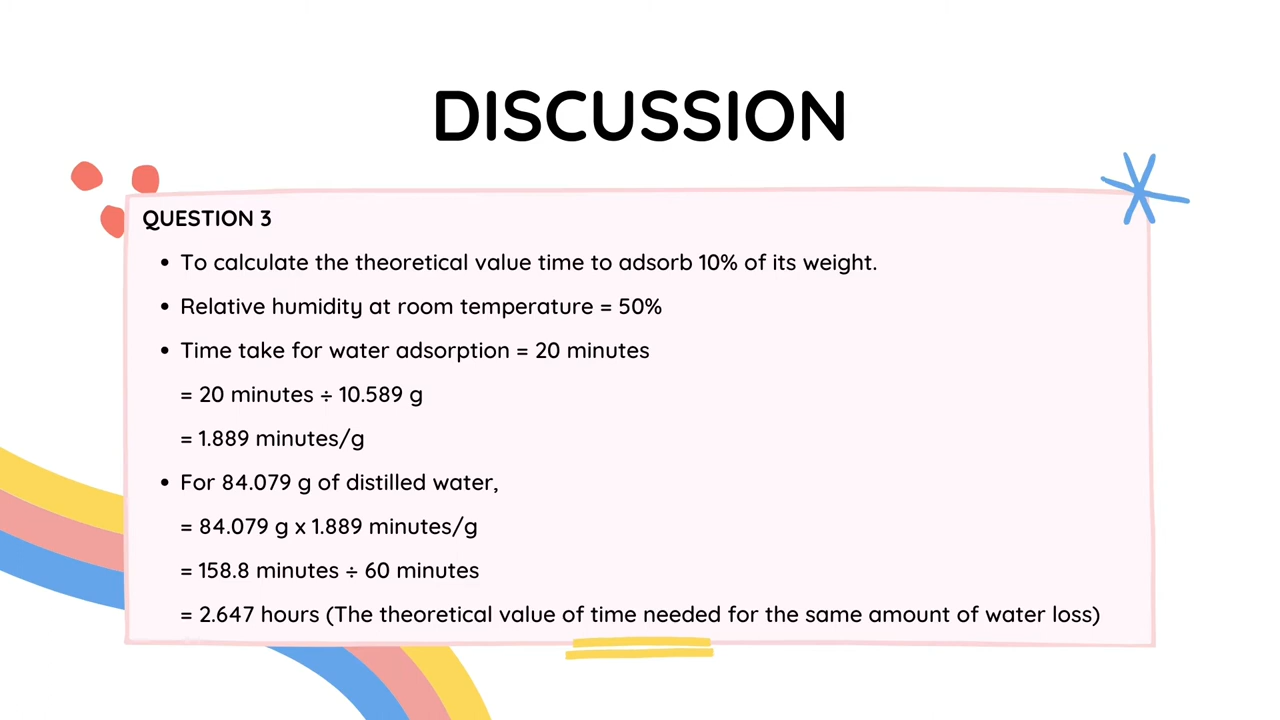 DISCUSSION
QUESTION 3
• To calculate the theoretical value time to adsorb 10% of its weight.
• Relative humidity at room temperature = 50%
• Time take for water adsorption = 20 minutes
= 20 minutes ÷ 10.589 g
= 1.889 minutes/g
• For 84.079 g of distilled water,
= 84.079 g x 1.889 minutes/g
= 158.8 minutes ÷ 60 minutes
= 2.647 hours (The theoretical value of time needed for the same amount of water loss)